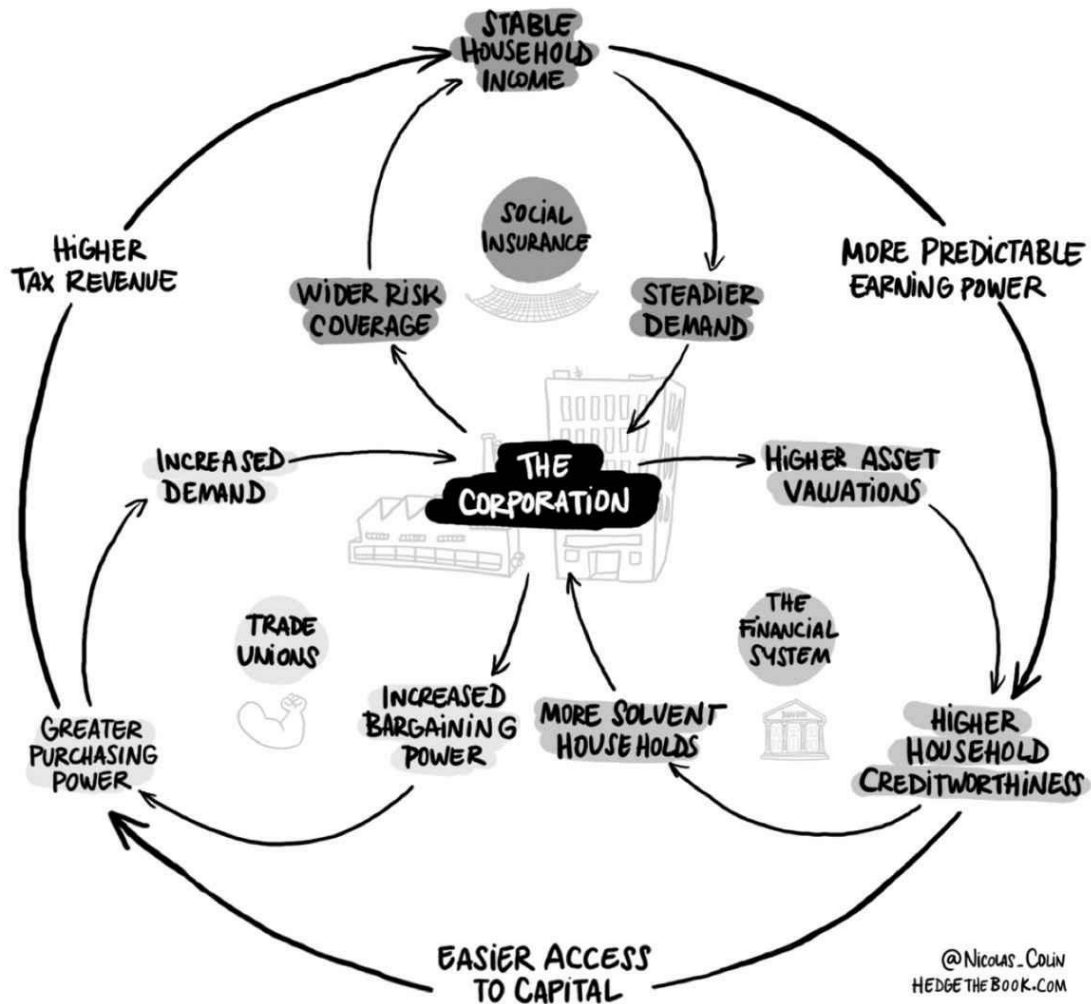 STABLE
HOUSEHOLD
INCOME
SOCIAL
INSURANCE
HIGHER
TAX REVENUE
MORE PREDICTABLE
EARNING POWER
WIDER RISK
COVERAGE
STEADIER
DEMAND
INCREASED
DEMAND
THE
CORPORATION
HIGHER ASSET
VALUATIONS
TRADE
UNIONS
THE
FINANCIAL
SYSTEM
GREATER
PURCHASING
POWER
INCREASED
BARGAINING
POWER
MORE SOLVENT
HOUSEHOLDS
HIGHER
HOUSEHOLD
CREDITWORTHINESS
EASIER ACCESS
TO CAPITAL
@NICOLAS_COLIN
HEDGETHEBOOK.COM